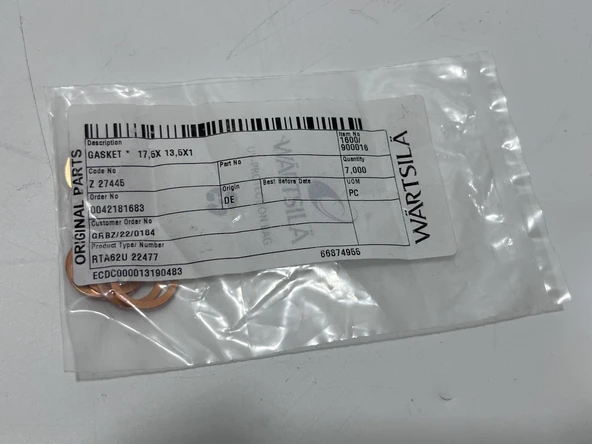 ORIGINAL PARTS
Description
GASKET * 17,5X 13,5X1
Item No
1600/
900016
Code No
Z 27445
Part No
Quantity
7,000
Order No
0042181683
Origin
DE
Best Before Date
UOM
PC
Customer Order No
GRBZ/22/0184
Product Type/ Number
RTA62U 22477
66874955
ECDC000013190483
WÄRTSILÄ
WÄRTSILÄ